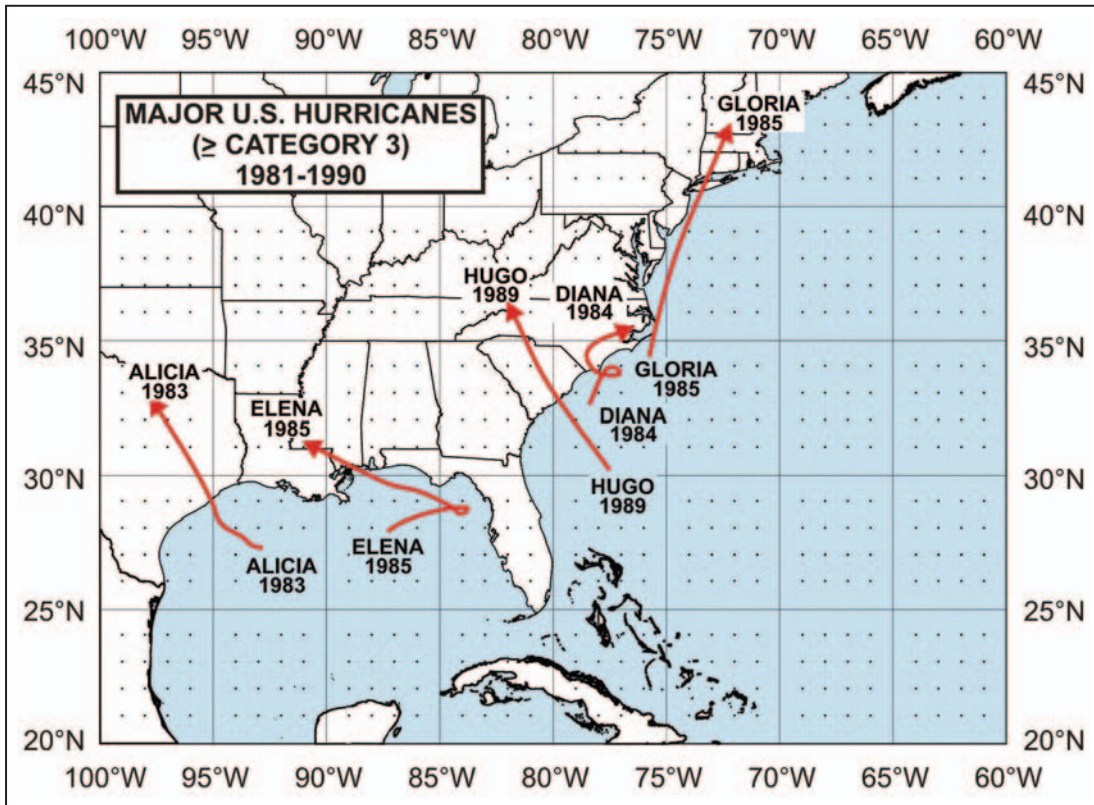 100°W 95°W 90°W 85°W 80°W 75°W 70°W 65°W 60°W
45°N 45°N
MAJOR U.S. HURRICANES
(≥ CATEGORY 3)
1981-1990
GLORIA
1985
40°N 40°N
HUGO
1989
DIANA
1984
35°N 35°N
ALICIA
1983
ELENA
1985
GLORIA
1985
DIANA
1984
30°N 30°N
HUGO
1989
ELENA
1985
ALICIA
1983
25°N 25°N
20°N 20°N
100°W 95°W 90°W 85°W 80°W 75°W 70°W 65°W 60°W